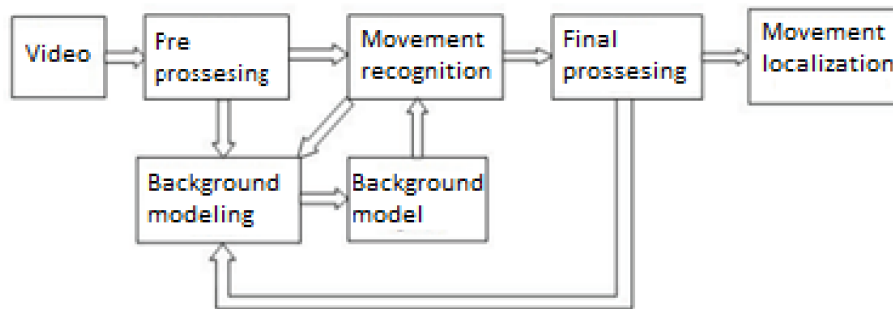 Video
Pre
prossesing
Movement
recognition
Final
prossesing
Movement
localization
Background
modeling
Background
model